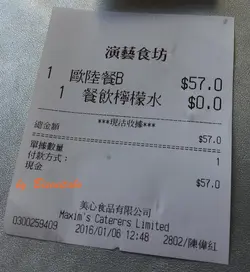 演藝食坊
1 歐陸餐B $57.0
1 餐飲檸檬水 $0.0
***現沽收據***
總金額 $57.0
單據數量: 1
付款方式:
現金 $57.0
美心食品有限公司
Maxim's Caterers Limited
0300259409 2016/01/06 12:48 2802/陳偉紅